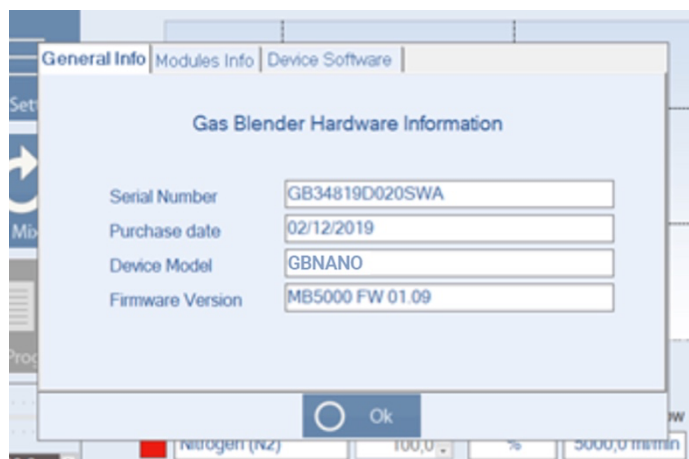 General Info Modules Info Device Software
Gas Blender Hardware Information
Serial Number GB34819D020SWA
Purchase date 02/12/2019
Device Model GBNANO
Firmware Version MB5000 FW 01.09
Ok
Nitrogen (N2) 100,0 % 5000,0 ml/min